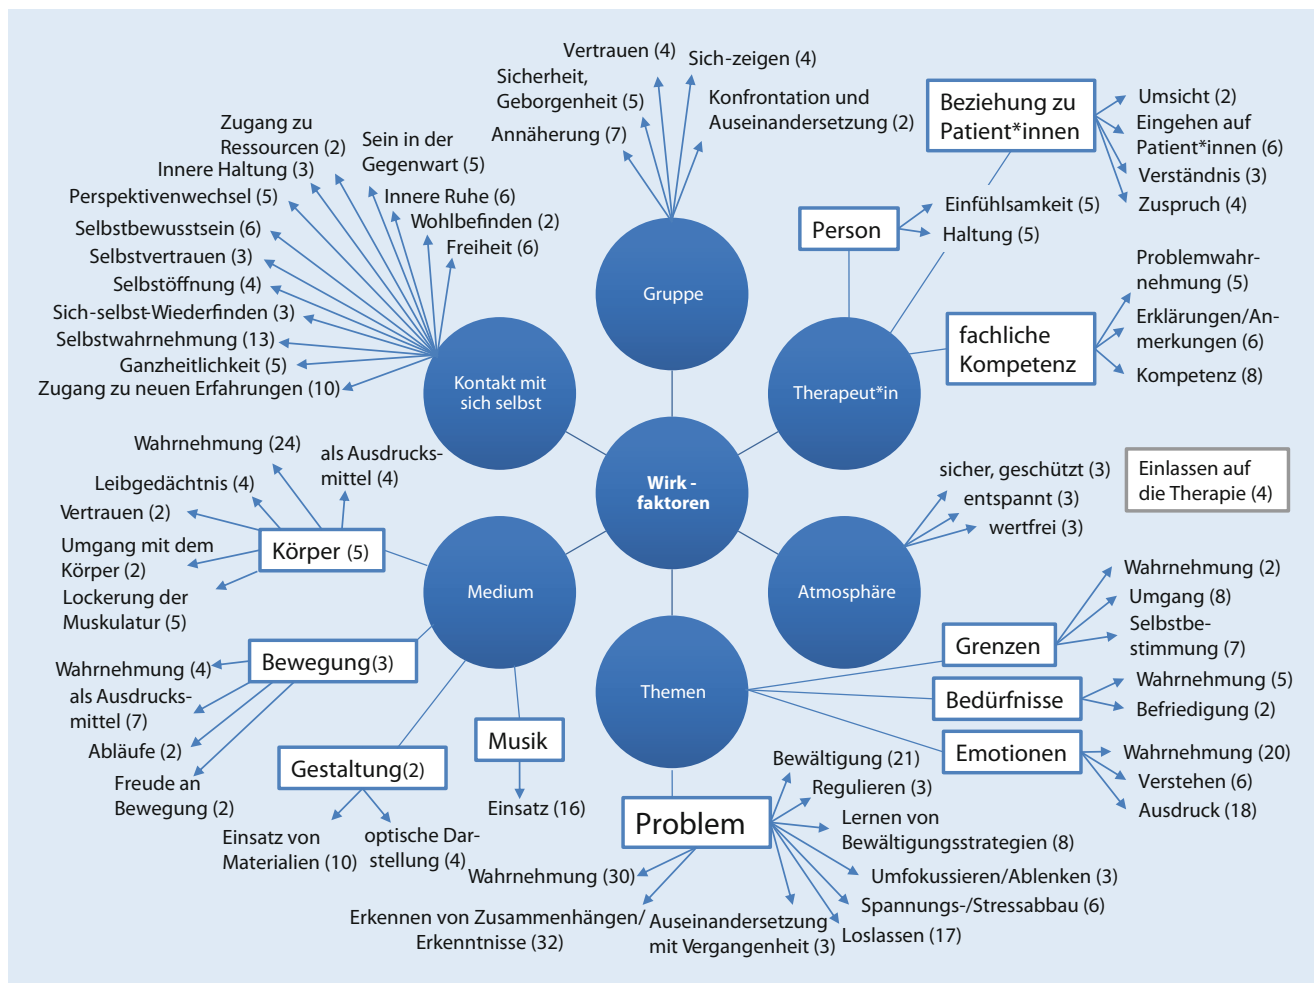 Vertrauen (4)
Sich-zeigen (4)
Sicherheit,
Geborgenheit (5)
Konfrontation und
Auseinandersetzung (2)
Annäherung (7)
Gruppe
Zugang zu
Ressourcen (2)
Sein in der
Gegenwart (5)
Innere Haltung (3)
Innere Ruhe (6)
Perspektivenwechsel (5)
Wohlbefinden (2)
Selbstbewusstsein (6)
Freiheit (6)
Selbstvertrauen (3)
Selbstöffnung (4)
Sich-selbst-Wiederfinden (3)
Selbstwahrnehmung (13)
Ganzheitlichkeit (5)
Zugang zu neuen Erfahrungen (10)
Kontakt mit
sich selbst
Beziehung zu
Patient*innen
Umsicht (2)
Eingehen auf
Patient*innen (6)
Verständnis (3)
Zuspruch (4)
Person
Einfühlsamkeit (5)
Haltung (5)
fachliche
Kompetenz
Problemwahr-
nehmung (5)
Erklärungen/An-
merkungen (6)
Kompetenz (8)
Therapeut*in
Wirk -
faktoren
Einlassen auf
die Therapie (4)
sicher, geschützt (3)
entspannt (3)
wertfrei (3)
Atmosphäre
Wahrnehmung (24)
als Ausdrucks-
mittel (4)
Leibgedächtnis (4)
Vertrauen (2)
Körper (5)
Umgang mit dem
Körper (2)
Lockerung der
Muskulatur (5)
Medium
Bewegung(3)
Wahrnehmung (4)
als Ausdrucks-
mittel (7)
Abläufe (2)
Freude an
Bewegung (2)
Gestaltung(2)
Einsatz von
Materialien (10)
optische Dar-
stellung (4)
Musik
Einsatz (16)
Themen
Grenzen
Wahrnehmung (2)
Umgang (8)
Selbstbe-
stimmung (7)
Bedürfnisse
Wahrnehmung (5)
Befriedigung (2)
Emotionen
Wahrnehmung (20)
Verstehen (6)
Ausdruck (18)
Problem
Bewältigung (21)
Regulieren (3)
Lernen von
Bewältigungsstrategien (8)
Umfokussieren/Ablenken (3)
Spannungs-/Stressabbau (6)
Loslassen (17)
Auseinandersetzung
mit Vergangenheit (3)
Wahrnehmung (30)
Erkennen von Zusammenhängen/
Erkenntnisse (32)